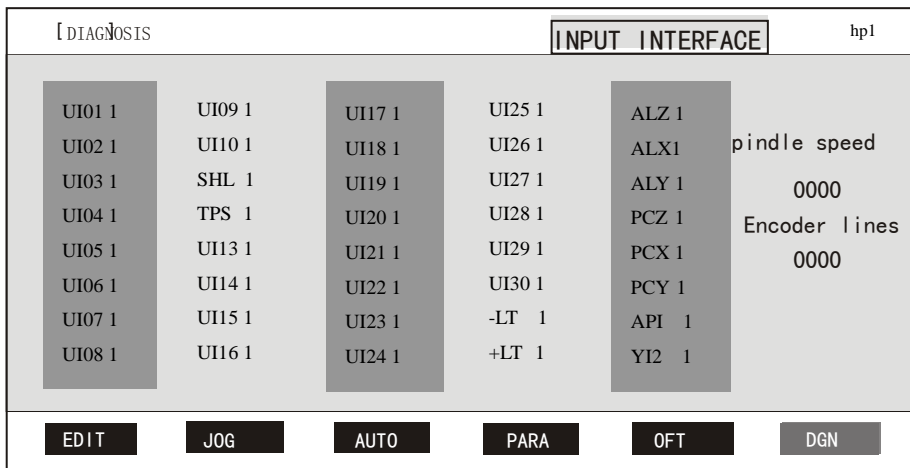 [DIAGNOSIS] INPUT INTERFACE hp1
UI01 1 UI09 1 UI17 1 UI25 1 ALZ 1
UI02 1 UI10 1 UI18 1 UI26 1 ALX1 pindle speed
UI03 1 SHL 1 UI19 1 UI27 1 ALY 1 0000
UI04 1 TPS 1 UI20 1 UI28 1 PCZ 1 Encoder lines
UI05 1 UI13 1 UI21 1 UI29 1 PCX 1 0000
UI06 1 UI14 1 UI22 1 UI30 1 PCY 1
UI07 1 UI15 1 UI23 1 -LT 1 API 1
UI08 1 UI16 1 UI24 1 +LT 1 YI2 1
EDIT JOG AUTO PARA OFT DGN